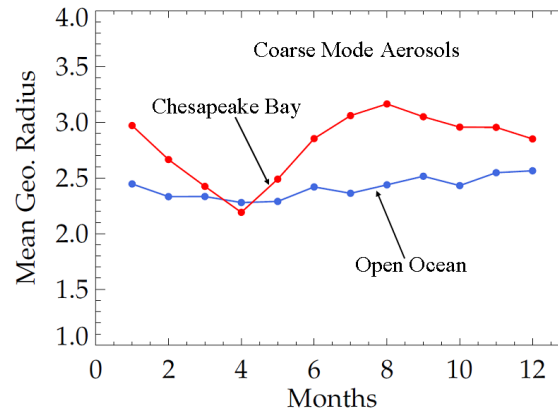 4.0
Coarse Mode Aerosols
3.5
Chesapeake Bay
3.0
2.5
2.0
Open Ocean
1.5
1.0
0 2 4 6 8 10 12
Months
Mean Geo. Radius